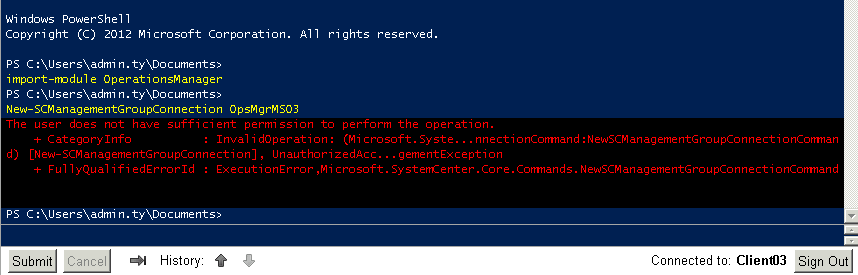 Windows PowerShell
Copyright (C) 2012 Microsoft Corporation. All rights reserved.
PS C:\Users\admin.ty\Documents>
import-module OperationsManager
PS C:\Users\admin.ty\Documents>
New-SCManagementGroupConnection OpsMgrMS03
The user does not have sufficient permission to perform the operation.
+ CategoryInfo : InvalidOperation: (Microsoft.Syste...nnectionCommand:NewSCManagementGroupConnectionComman
d) [New-SCManagementGroupConnection], UnauthorizedAcc...gementException
+ FullyQualifiedErrorId : ExecutionError,Microsoft.SystemCenter.Core.Commands.NewSCManagementGroupConnectionCommand
PS C:\Users\admin.ty\Documents>
Submit Cancel History: Connected to: Client03 Sign Out